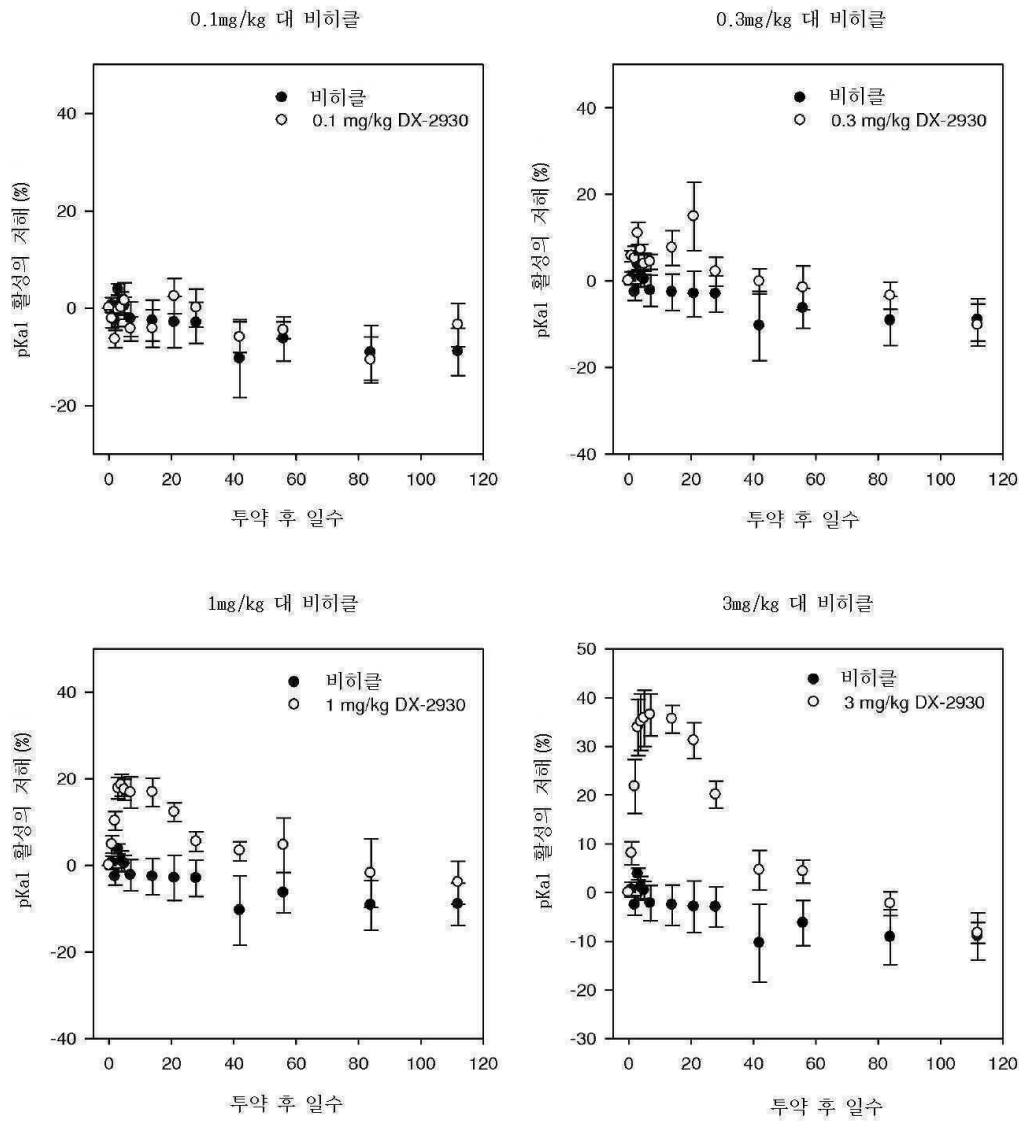 0.1mg/kg 대 비히클
비히클
0.1 mg/kg DX-2930
pKal 활성의 저해(%)
40
20
0
-20
0 20 40 60 80 100 120
투약 후 일수
0.3mg/kg 대 비히클
비히클
0.3 mg/kg DX-2930
pKal 활성의 저해(%)
40
20
0
-20
-40
0 20 40 60 80 100 120
투약 후 일수
1mg/kg 대 비히클
비히클
1 mg/kg DX-2930
pKal 활성의 저해(%)
40
20
0
-20
-40
0 20 40 60 80 100 120
투약 후 일수
3mg/kg 대 비히클
비히클
3 mg/kg DX-2930
pKal 활성의 저해(%)
50
40
30
20
10
0
-10
-20
-30
0 20 40 60 80 100 120
투약 후 일수